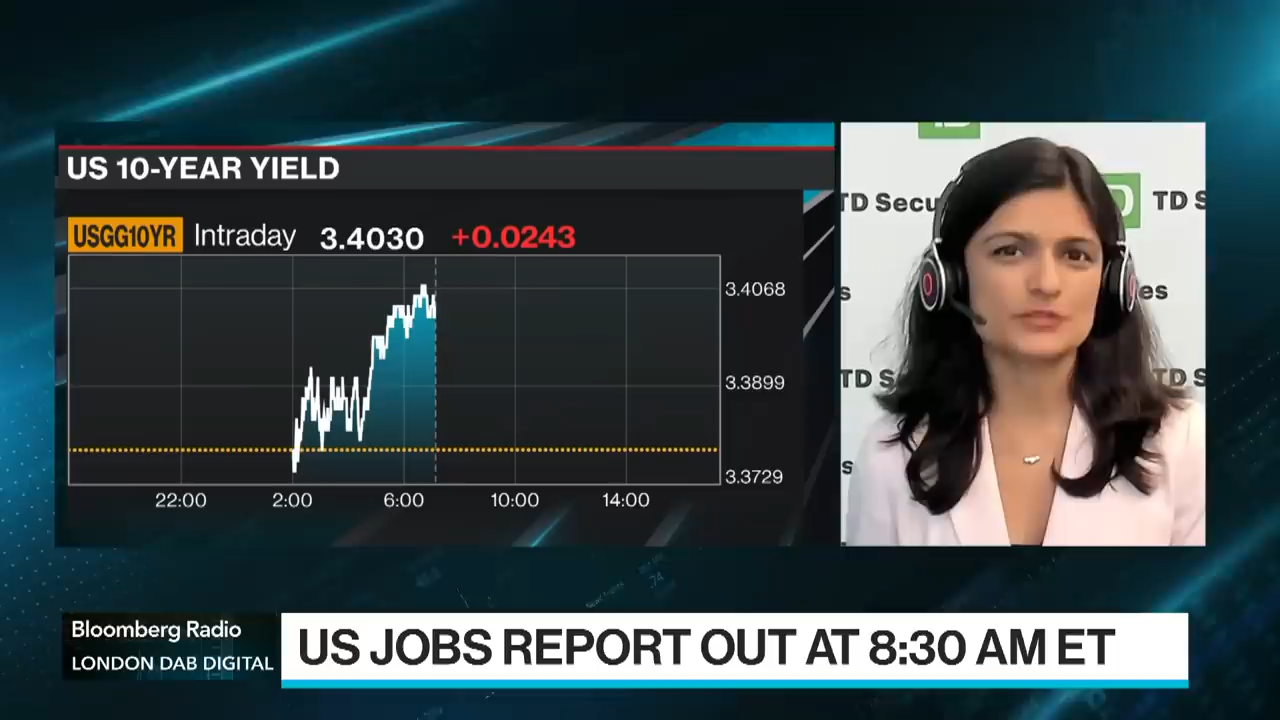 US 10-YEAR YIELD
USGG10YR Intraday 3.4030 +0.0243
3.4068
3.3899
3.3729
22:00 2:00 6:00 10:00 14:00
TD Secu
TD S
s
es
TD S
TD S
s
Bloomberg Radio
LONDON DAB DIGITAL
US JOBS REPORT OUT AT 8:30 AM ET